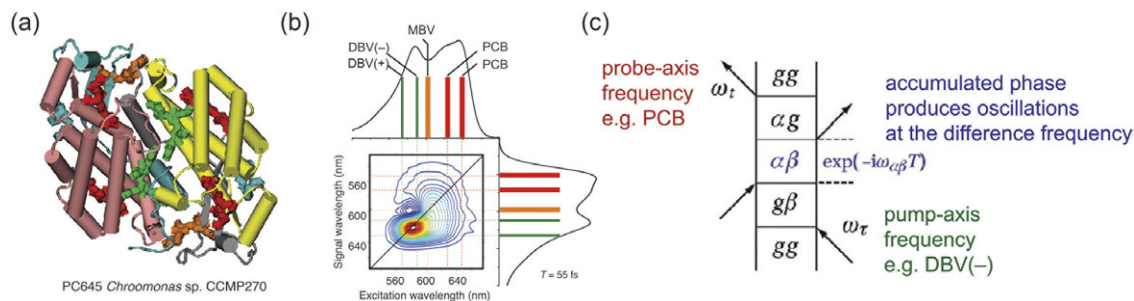 (a)
PC645 Chroomonas sp. CCMP270
(b)
MBV
DBV(−)
DBV(+)
PCB
PCB
Signal wavelength (nm)
560
600
640
560 600 640
Excitation wavelength (nm)
T = 55 fs
(c)
probe-axis
frequency
e.g. PCB
ωt
gg
αg
αβ
gβ
gg
accumulated phase
produces oscillations
at the difference frequency
exp(−iωαβT)
ωτ
pump-axis
frequency
e.g. DBV(−)